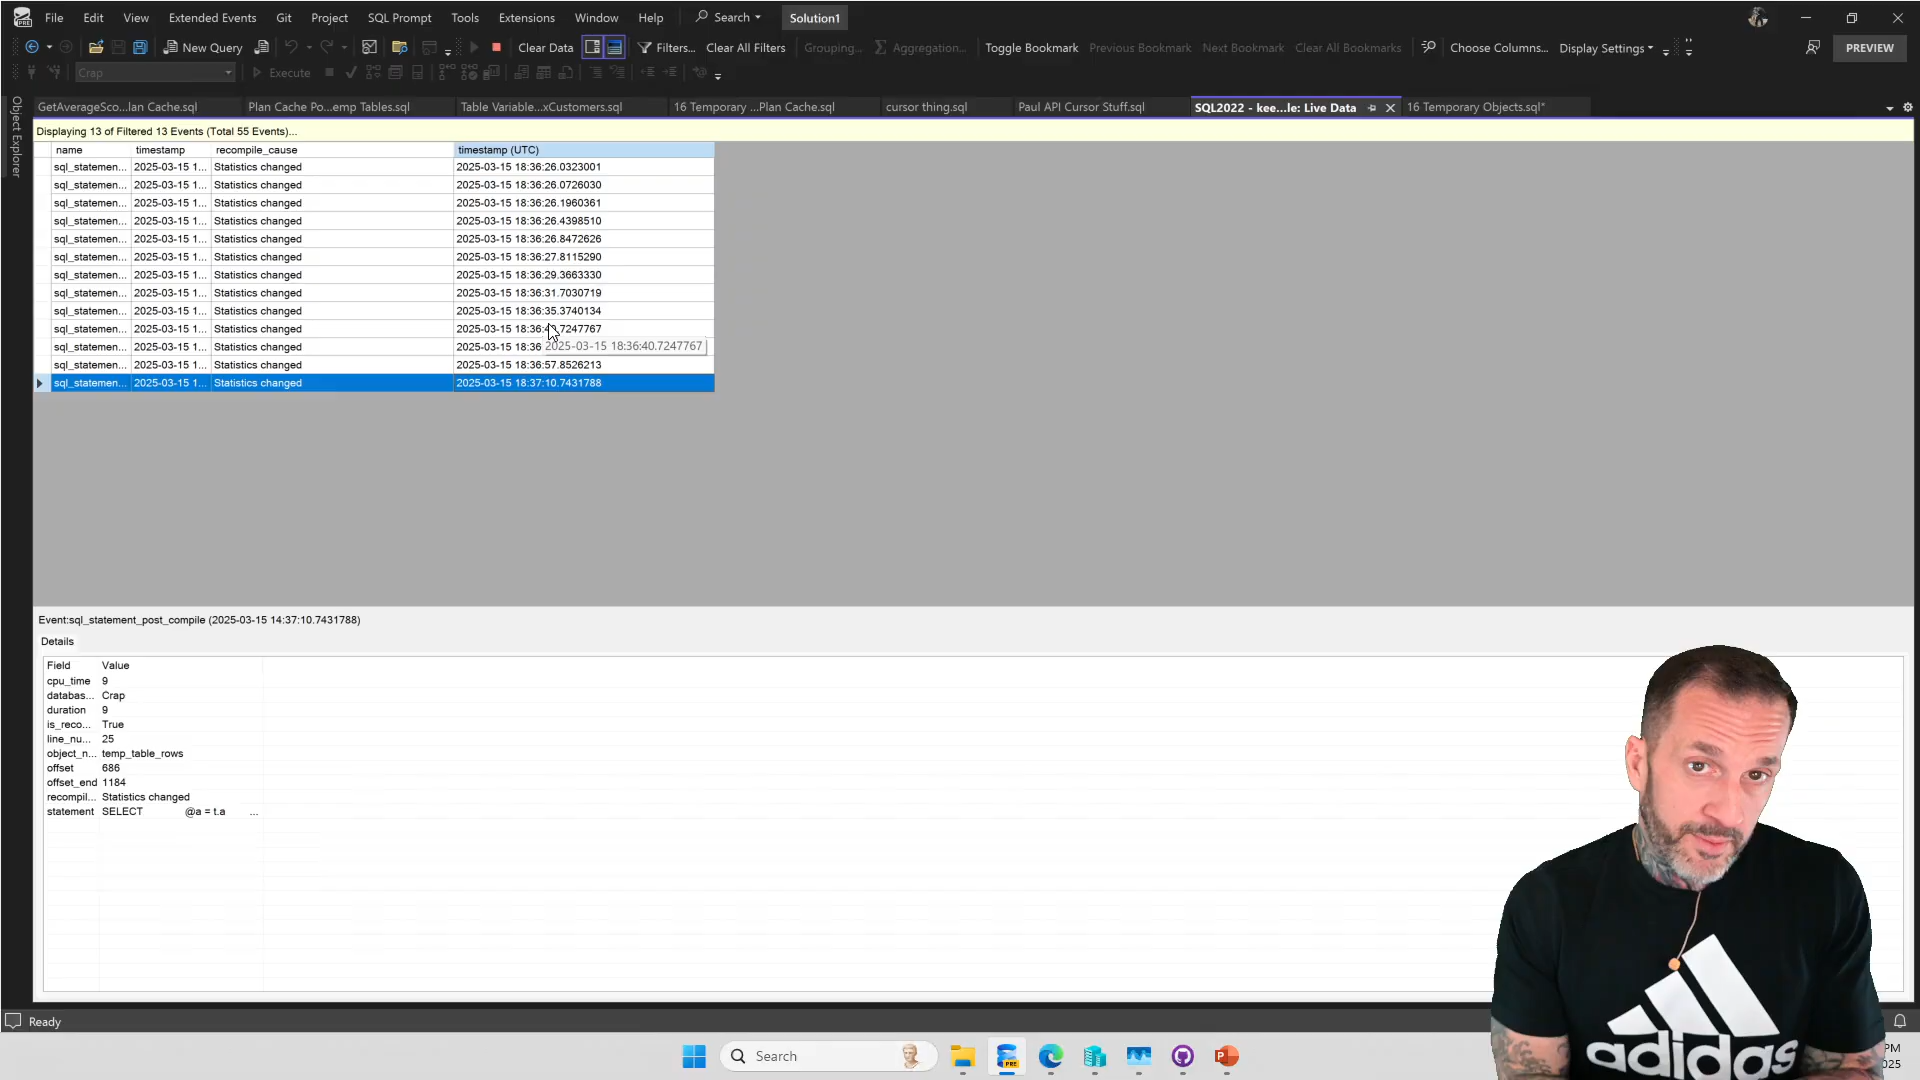 File Edit View Extended Events Git Project SQL Prompt Tools Extensions Window Help Search Solution1
New Query Clear Data Filters... Clear All Filters Grouping... Aggregation... Toggle Bookmark Previous Bookmark Next Bookmark Clear All Bookmarks Choose Columns... Display Settings PREVIEW
Crap Execute
GetAverageSco...lan Cache.sql Plan Cache Po...emp Tables.sql Table Variable...xCustomers.sql 16 Temporary ...Plan Cache.sql cursor thing.sql Paul API Cursor Stuff.sql SQL2022 - kee...le: Live Data 16 Temporary Objects.sql*
Object Explorer
Displaying 13 of Filtered 13 Events (Total 55 Events)...
name timestamp recompile_cause timestamp (UTC)
sql_statemen... 2025-03-15 1... Statistics changed 2025-03-15 18:36:26.0323001
sql_statemen... 2025-03-15 1... Statistics changed 2025-03-15 18:36:26.0726030
sql_statemen... 2025-03-15 1... Statistics changed 2025-03-15 18:36:26.1960361
sql_statemen... 2025-03-15 1... Statistics changed 2025-03-15 18:36:26.4398510
sql_statemen... 2025-03-15 1... Statistics changed 2025-03-15 18:36:26.8472626
sql_statemen... 2025-03-15 1... Statistics changed 2025-03-15 18:36:27.8115290
sql_statemen... 2025-03-15 1... Statistics changed 2025-03-15 18:36:29.3663330
sql_statemen... 2025-03-15 1... Statistics changed 2025-03-15 18:36:31.7030719
sql_statemen... 2025-03-15 1... Statistics changed 2025-03-15 18:36:35.3740134
sql_statemen... 2025-03-15 1... Statistics changed 2025-03-15 18:36:40.7247767
sql_statemen... 2025-03-15 1... Statistics changed 2025-03-15 18:36 2025-03-15 18:36:40.7247767
sql_statemen... 2025-03-15 1... Statistics changed 2025-03-15 18:36:57.8526213
sql_statemen... 2025-03-15 1... Statistics changed 2025-03-15 18:37:10.7431788
Event:sql_statement_post_compile (2025-03-15 14:37:10.7431788)
Details
Field Value
cpu_time 9
databas... Crap
duration 9
is_reco... True
line_nu... 25
object_n... temp_table_rows
offset 686
offset_end 1184
recompil... Statistics changed
statement SELECT @a = t.a ...
adidas
Ready
Search PRE
PM
025